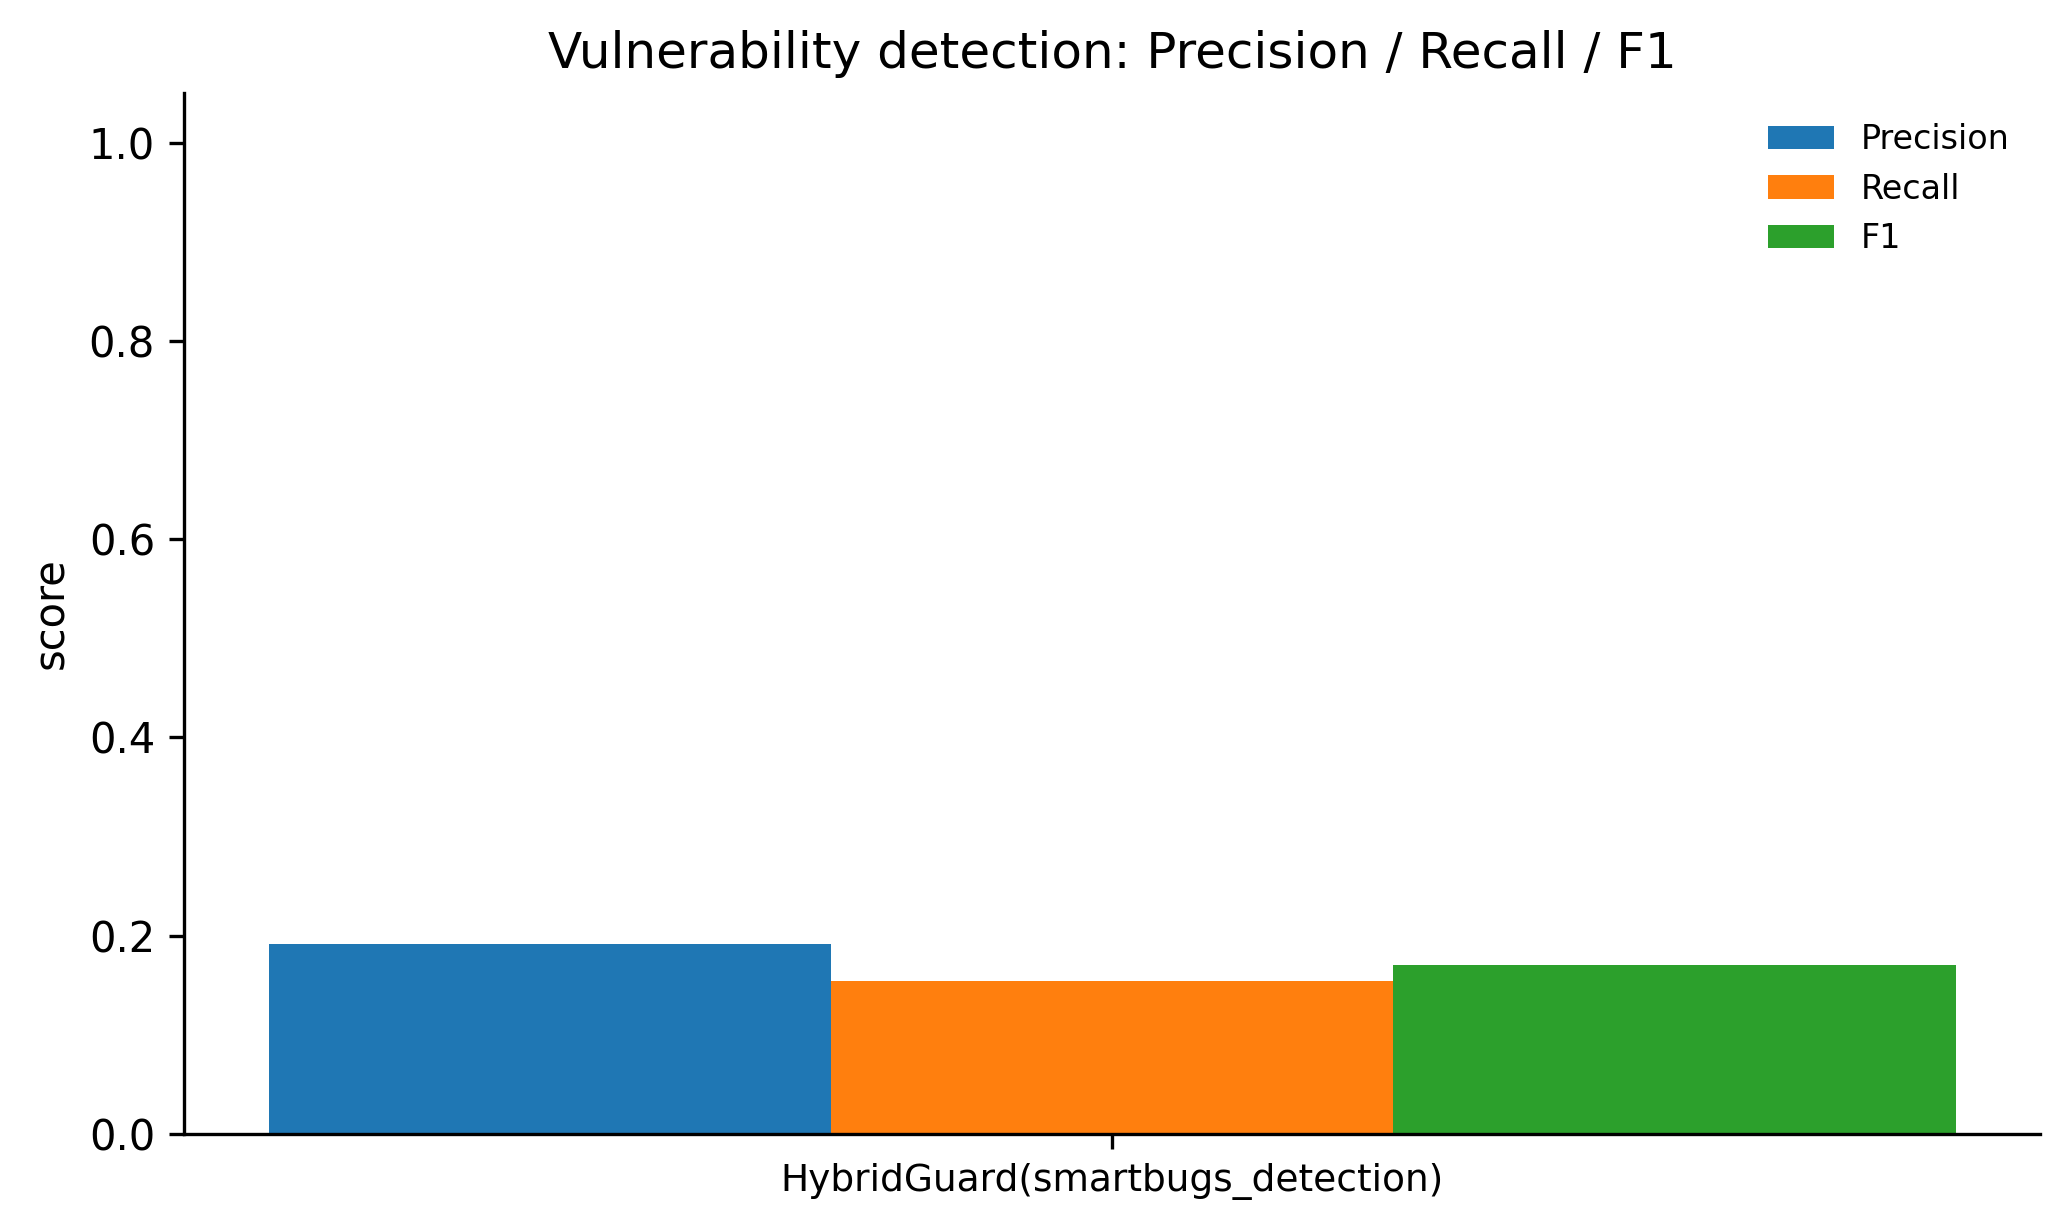 Vulnerability detection: Precision / Recall / F1
Precision
Recall
F1
1.0
0.8
0.6
0.4
0.2
0.0
score
HybridGuard(smartbugs_detection)